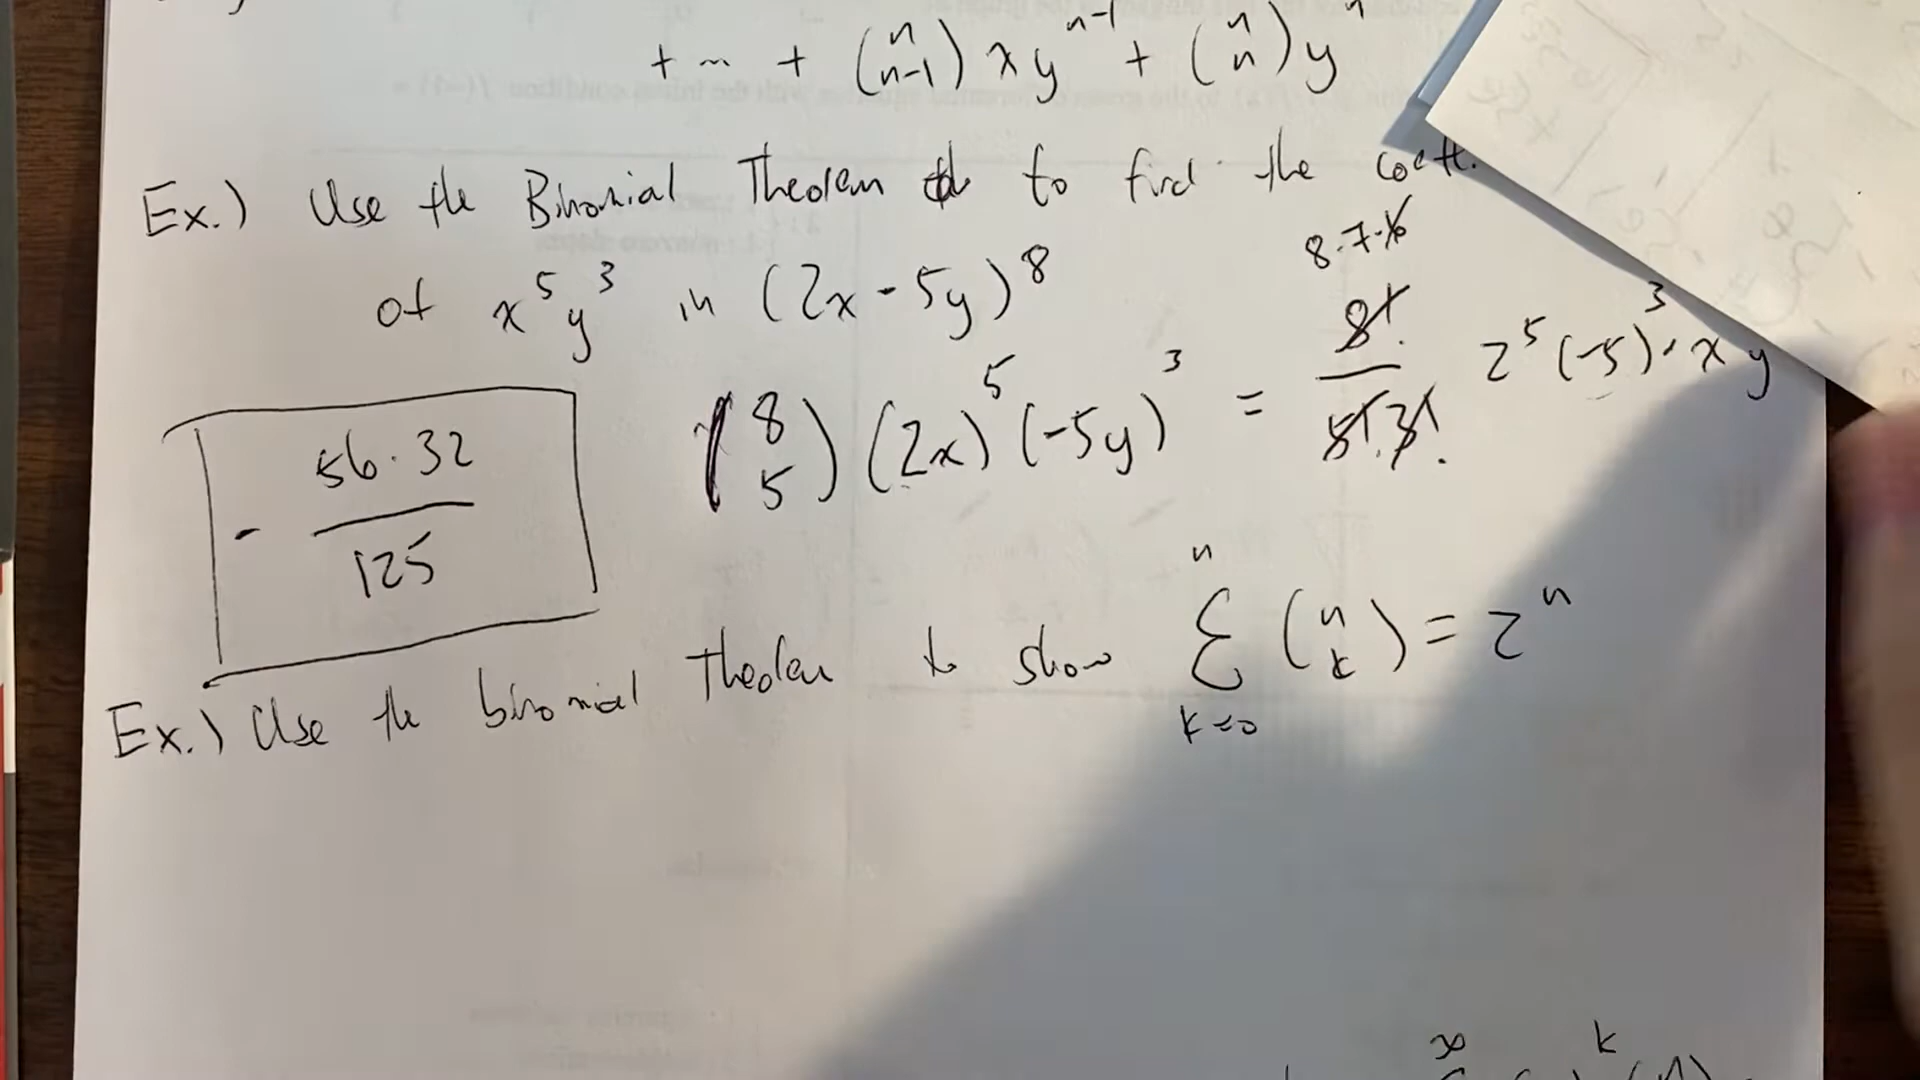 + ... + (n n-1) x y^{n-1} + (n n) y^n
Ex.) Use the Binomial Theorem to find the coeff.
of x^5 y^3 in (2x - 5y)^8
8·7·6
(8 5) (2x)^5 (-5y)^3 = 8!/5!3! 2^5 (-5)^3 · x y
- 56·32/125
Ex.) Use the binomial theorem to show \sum_{k=0}^{n} (n k) = 2^n